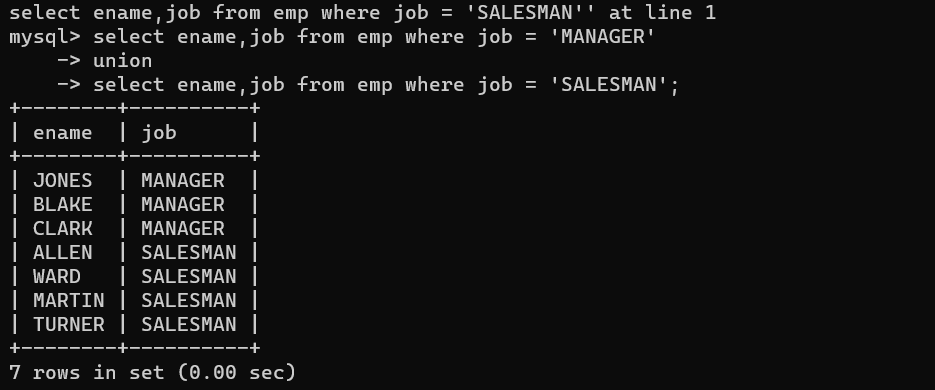 select ename,job from emp where job = 'SALESMAN'' at line 1
mysql> select ename,job from emp where job = 'MANAGER'
    -> union
    -> select ename,job from emp where job = 'SALESMAN';
+--------+----------+
| ename  | job      |
+--------+----------+
| JONES  | MANAGER  |
| BLAKE  | MANAGER  |
| CLARK  | MANAGER  |
| ALLEN  | SALESMAN |
| WARD   | SALESMAN |
| MARTIN | SALESMAN |
| TURNER | SALESMAN |
+--------+----------+
7 rows in set (0.00 sec)